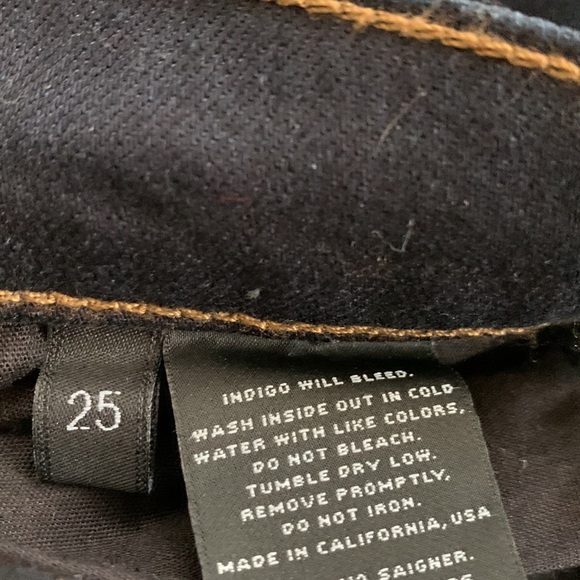 25
INDIGO WILL BLEED.
WASH INSIDE OUT IN COLD
WATER WITH LIKE COLORS,
DO NOT BLEACH.
TUMBLE DRY LOW.
REMOVE PROMPTLY,
DO NOT IRON.
MADE IN CALIFORNIA, USA
SAIGNER.